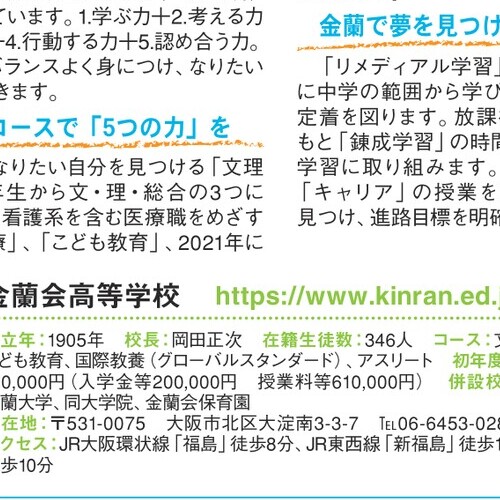 ています。1.学ぶ力＋2.考える力
＋4.行動する力＋5.認め合う力。
バランスよく身につけ、なりたい
きます。
コースで「5つの力」を
なりたい自分を見つける「文理
年生から文・理・総合の3つに
看護系を含む医療職をめざす
療」、「こども教育」、2021年に
金蘭で夢を見つけ
「リメディアル学習」
に中学の範囲から学び
定着を図ります。放課
もと「錬成学習」の時間
学習に取り組みます。
「キャリア」の授業を
見つけ、進路目標を明確
金蘭会高等学校 https://www.kinran.ed.j
立年：1905年 校長：岡田正次 在籍生徒数：346人 コース：文
ども教育、国際教養（グローバルスタンダード）、アスリート 初年度
0,000円（入学金等200,000円 授業料等610,000円） 併設校
蘭大学、同大学院、金蘭会保育園
在地：〒531-0075 大阪市北区大淀南3-3-7 TEL06-6453-028
クセス：JR大阪環状線「福島」徒歩8分、JR東西線「新福島」徒歩1
歩10分